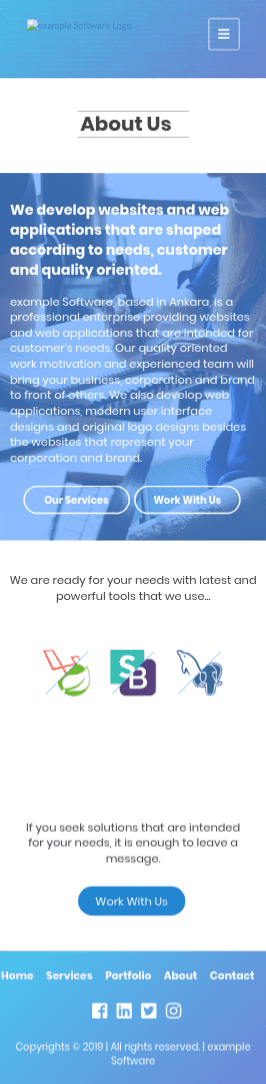 example Software Logo
About Us
We develop websites and web
applications that are shaped
according to needs, customer
and quality oriented.
example Software, based in Ankara, is a
professional enterprise providing websites
and web applications that are intended for
customer's needs. Our quality oriented
work motivation and experienced team will
bring your business, corporation and brand
to front of others. We also develop web
applications, modern user interface
designs and original logo designs besides
the websites that represent your
corporation and brand.
Our Services
Work With Us
We are ready for your needs with latest and
powerful tools that we use...
S
B
If you seek solutions that are intended
for your needs, it is enough to leave a
message.
Work With Us
Home Services Portfolio About Contact
Copyrights © 2019 | All rights reserved. | example
Software